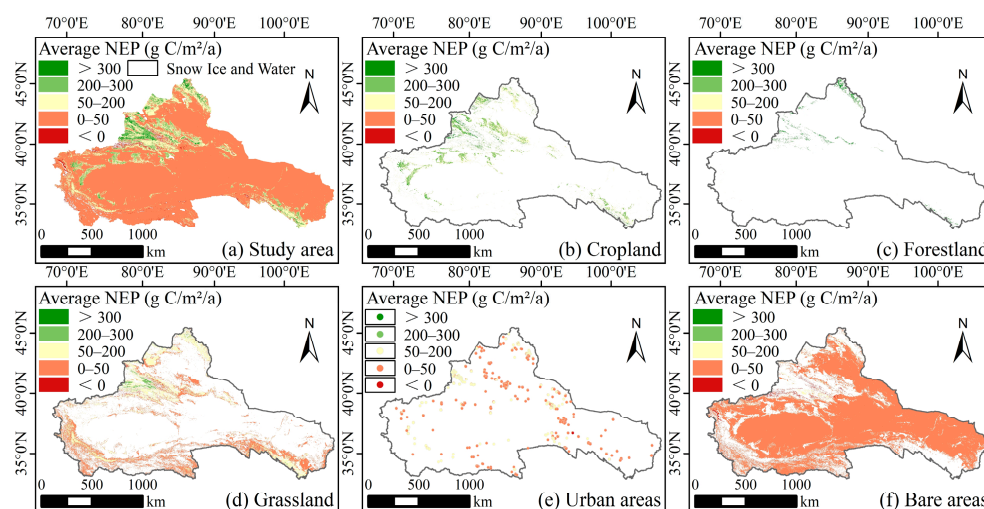 70°0'E 80°0'E 90°0'E 100°0'E
70°0'E 80°0'E 90°0'E 100°0'E
70°0'E 80°0'E 90°0'E 100°0'E
45°0'N 40°0'N 35°0'N
Average NEP (g C/m²/a)
> 300 Snow Ice and Water
200–300
50–200
0–50
< 0
N
0 500 1000
km
(a) Study area
45°0'N 40°0'N 35°0'N
Average NEP (g C/m²/a)
> 300
200–300
50–200
0–50
< 0
N
0 500 1000
km
(b) Cropland
45°0'N 40°0'N 35°0'N
Average NEP (g C/m²/a)
> 300
200–300
50–200
0–50
< 0
N
0 500 1000
km
(c) Forestland
70°0'E 80°0'E 90°0'E 100°0'E
70°0'E 80°0'E 90°0'E 100°0'E
70°0'E 80°0'E 90°0'E 100°0'E
45°0'N 40°0'N 35°0'N
Average NEP (g C/m²/a)
> 300
200–300
50–200
0–50
< 0
N
0 500 1000
km
(d) Grassland
45°0'N 40°0'N 35°0'N
Average NEP (g C/m²/a)
> 300
200–300
50–200
0–50
< 0
N
0 500 1000
km
(e) Urban areas
45°0'N 40°0'N 35°0'N
Average NEP (g C/m²/a)
> 300
200–300
50–200
0–50
< 0
N
0 500 1000
km
(f) Bare areas